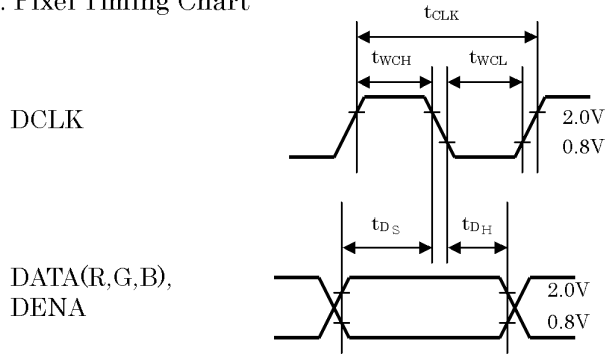 . Pixel Timing Chart
tCLK
tWCH tWCL
DCLK
2.0V
0.8V
tDS tDH
DATA(R,G,B),
DENA
2.0V
0.8V